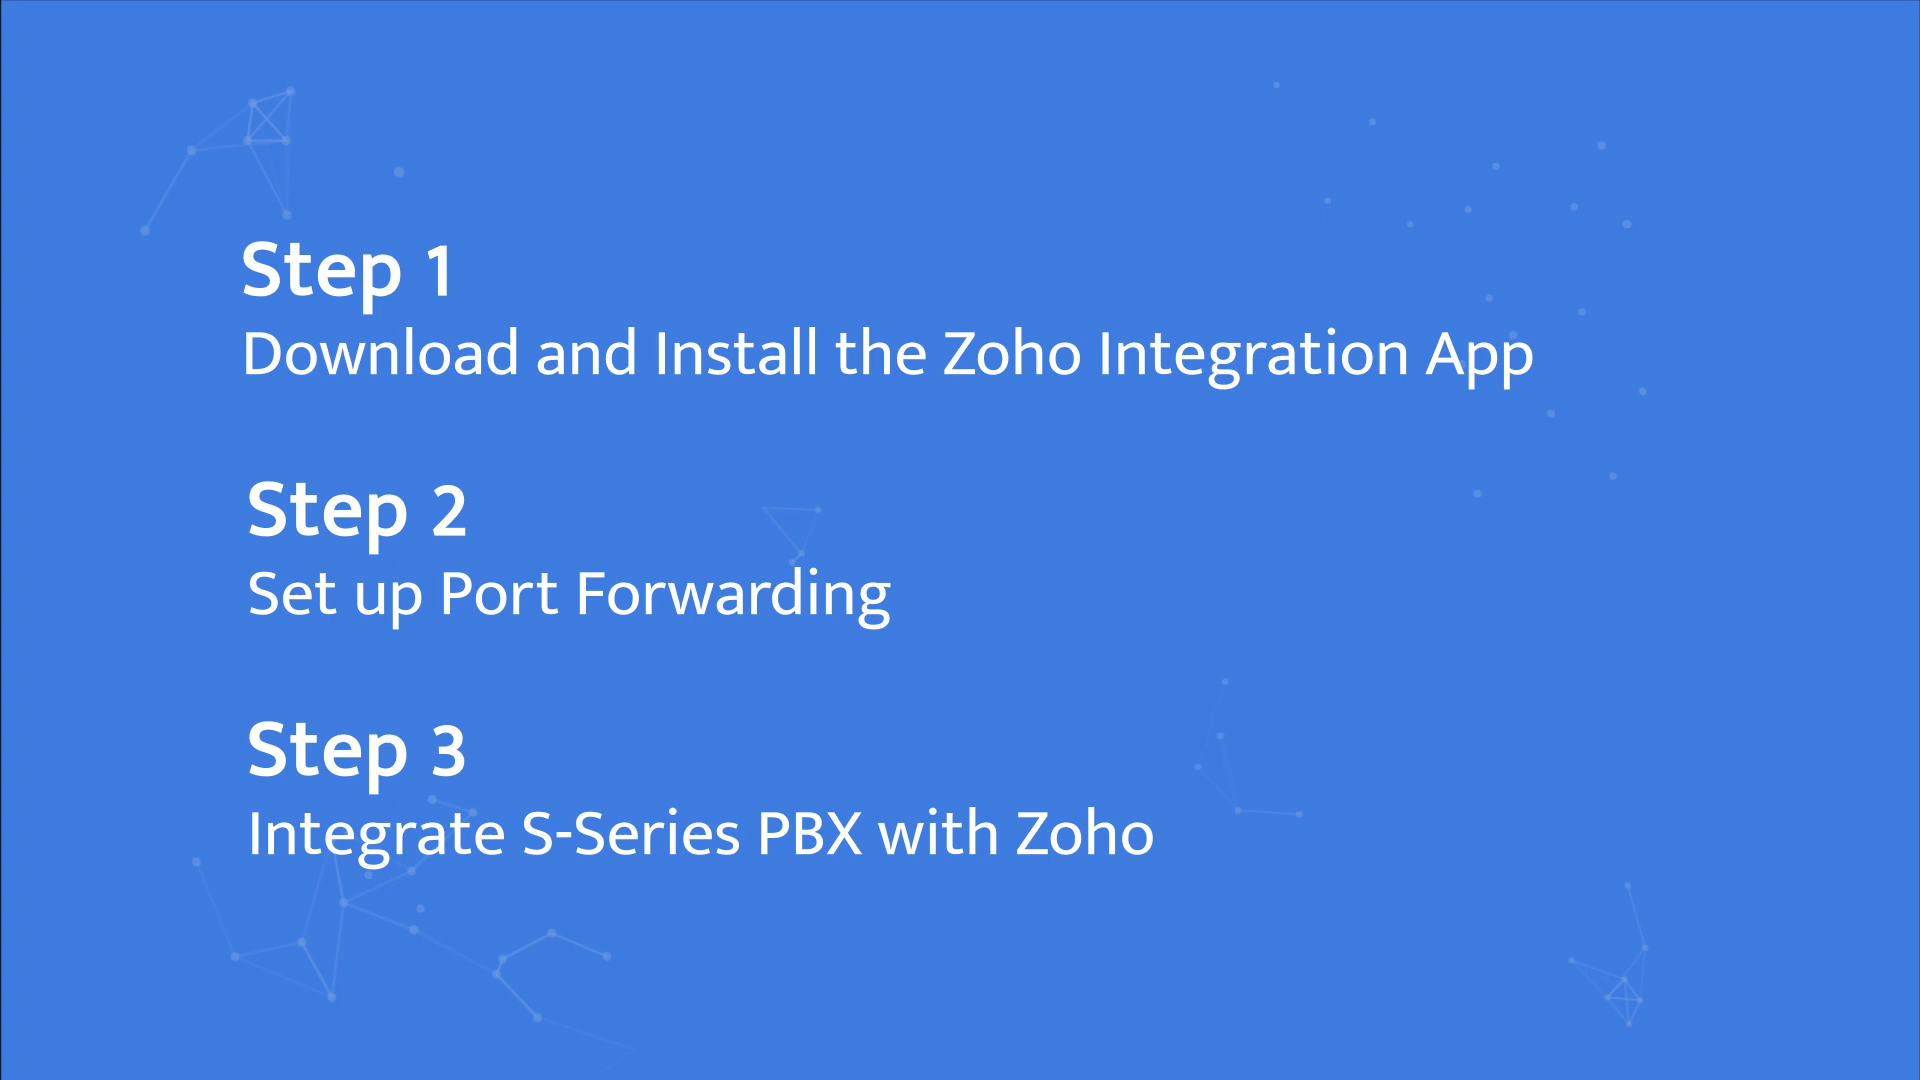 Step 1
Download and Install the Zoho Integration App
Step 2
Set up Port Forwarding
Step 3
Integrate S-Series PBX with Zoho